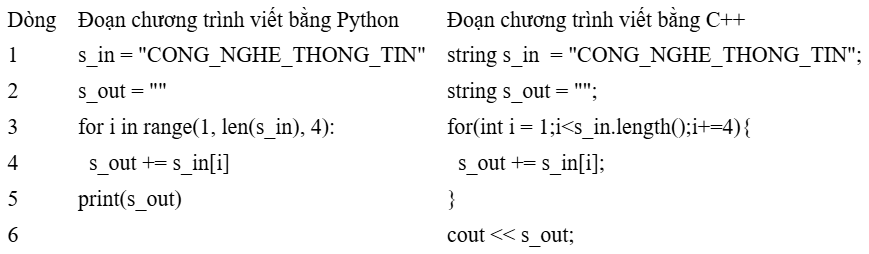 Dòng Đoạn chương trình viết bằng Python Đoạn chương trình viết bằng C++
1 s_in = "CONG_NGHE_THONG_TIN" string s_in = "CONG_NGHE_THONG_TIN";
2 s_out = "" string s_out = "";
3 for i in range(1, len(s_in), 4): for(int i = 1;i<s_in.length();i+=4){
4 s_out += s_in[i] s_out += s_in[i];
5 print(s_out) }
6 cout << s_out;